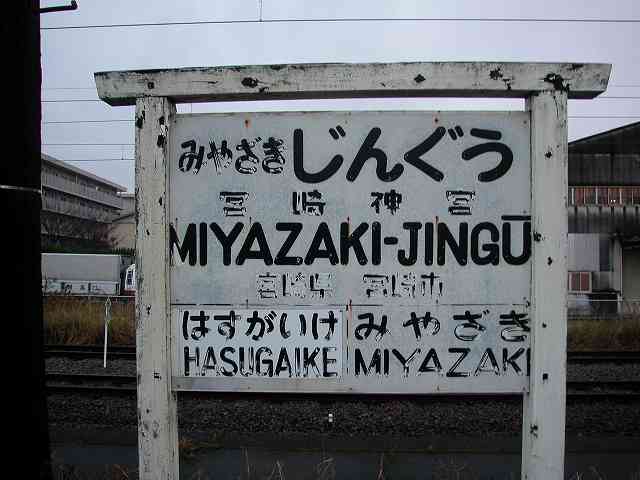 みやざきじんぐう
宮崎神宮
MIYAZAKI-JINGŪ
宮崎県 宮崎市
はすがいけ みやざき
HASUGAIKE MIYAZAKI